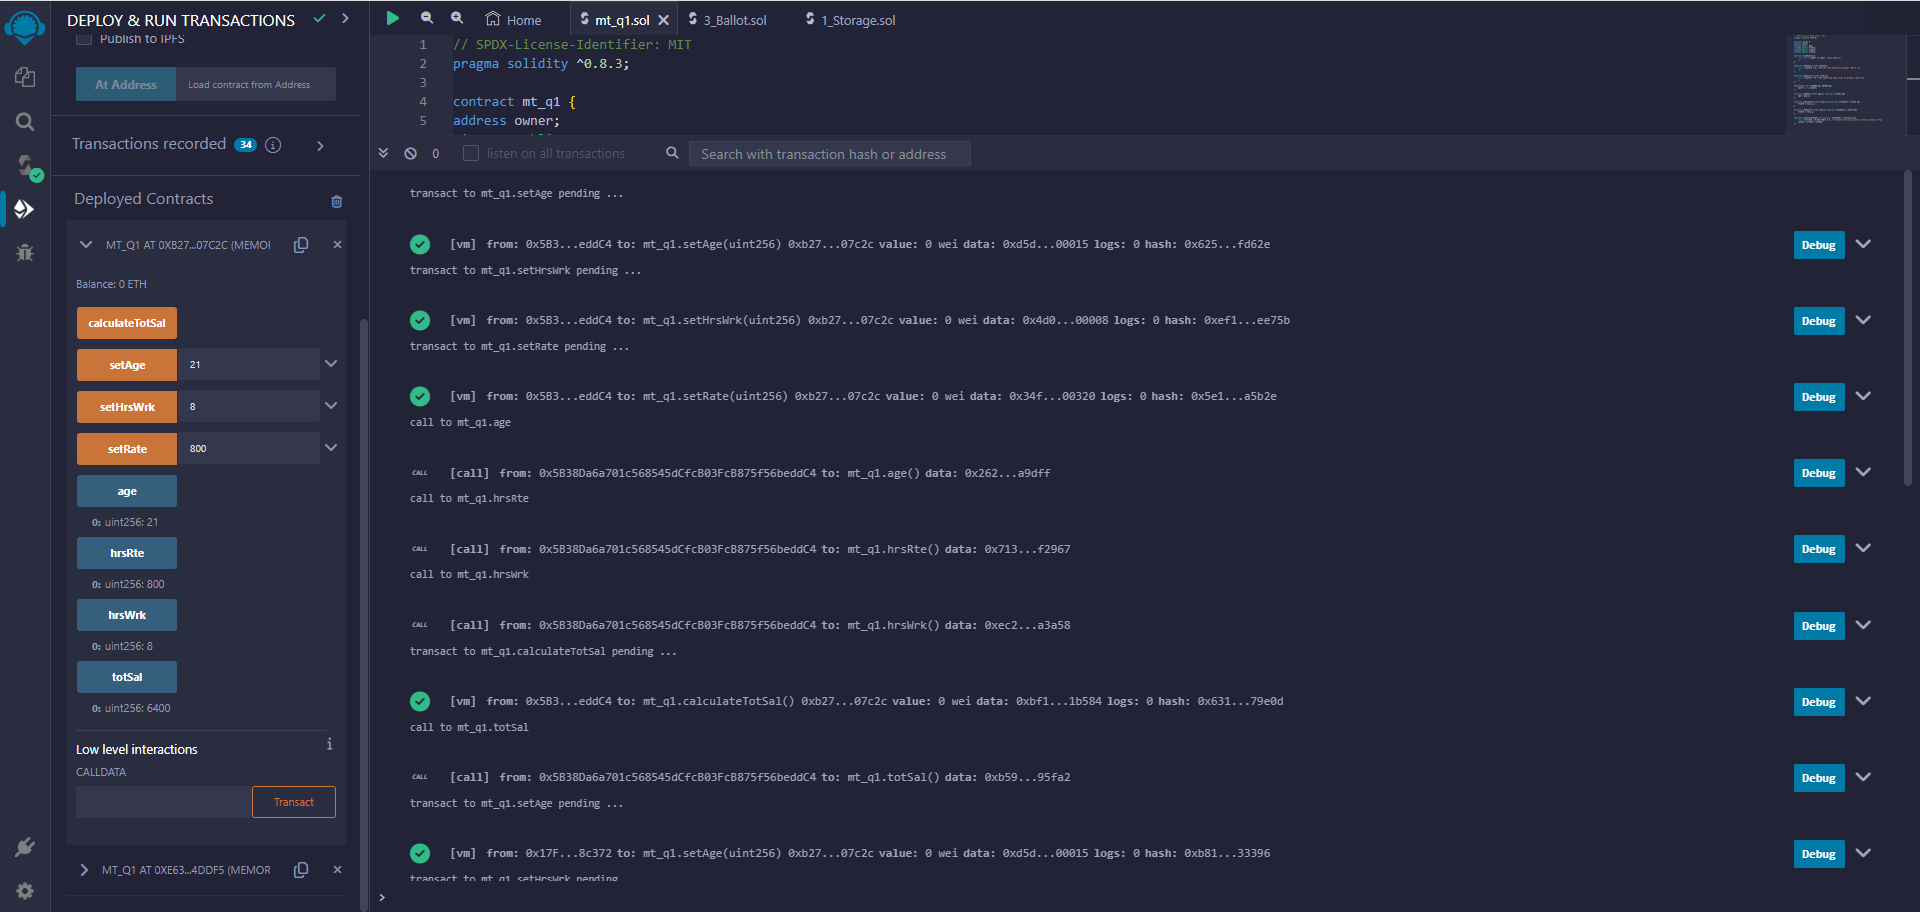 DEPLOY & RUN TRANSACTIONS
Publish to IPFS
At Address
Load contract from Address
Transactions recorded 34
Deployed Contracts
MT_Q1 AT 0XB27...07C2C (MEMOI
Balance: 0 ETH
calculateTotSal
setAge 21
setHrsWrk 8
setRate 800
age
0: uint256: 21
hrsRte
0: uint256: 800
hrsWrk
0: uint256: 8
totSal
0: uint256: 6400
Low level interactions
CALLDATA
Transact
MT_Q1 AT 0XE63...4DDF5 (MEMOR
Home
mt_q1.sol
3_Ballot.sol
1_Storage.sol
1 // SPDX-License-Identifier: MIT
2 pragma solidity ^0.8.3;
3
4 contract mt_q1 {
5 address owner;
0 listen on all transactions Search with transaction hash or address
transact to mt_q1.setAge pending ...
[vm] from: 0x5B3...eddC4 to: mt_q1.setAge(uint256) 0xb27...07c2c value: 0 wei data: 0xd5d...00015 logs: 0 hash: 0x625...fd62e Debug
transact to mt_q1.setHrsWrk pending ...
[vm] from: 0x5B3...eddC4 to: mt_q1.setHrsWrk(uint256) 0xb27...07c2c value: 0 wei data: 0x4d0...00008 logs: 0 hash: 0xef1...ee75b Debug
transact to mt_q1.setRate pending ...
[vm] from: 0x5B3...eddC4 to: mt_q1.setRate(uint256) 0xb27...07c2c value: 0 wei data: 0x34f...00320 logs: 0 hash: 0x5e1...a5b2e Debug
call to mt_q1.age
CALL [call] from: 0x5B38Da6a701c568545dCfcB03FcB875f56beddC4 to: mt_q1.age() data: 0x262...a9dff Debug
call to mt_q1.hrsRte
CALL [call] from: 0x5B38Da6a701c568545dCfcB03FcB875f56beddC4 to: mt_q1.hrsRte() data: 0x713...f2967 Debug
call to mt_q1.hrsWrk
CALL [call] from: 0x5B38Da6a701c568545dCfcB03FcB875f56beddC4 to: mt_q1.hrsWrk() data: 0xec2...a3a58 Debug
transact to mt_q1.calculateTotSal pending ...
[vm] from: 0x5B3...eddC4 to: mt_q1.calculateTotSal() 0xb27...07c2c value: 0 wei data: 0xbf1...1b584 logs: 0 hash: 0x631...79e0d Debug
call to mt_q1.totSal
CALL [call] from: 0x5B38Da6a701c568545dCfcB03FcB875f56beddC4 to: mt_q1.totSal() data: 0xb59...95fa2 Debug
transact to mt_q1.setAge pending ...
[vm] from: 0x17F...8c372 to: mt_q1.setAge(uint256) 0xb27...07c2c value: 0 wei data: 0xd5d...00015 logs: 0 hash: 0xb81...33396 Debug
transact to mt_q1.setHrsWrk pending
>